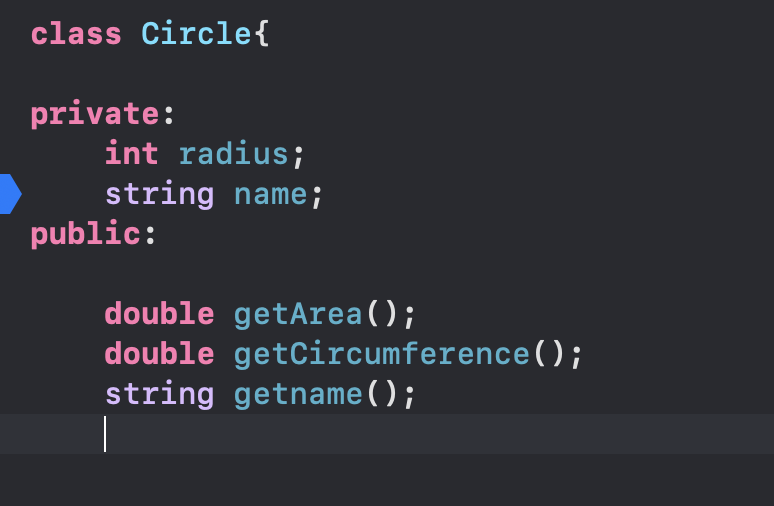 class Circle{
private:
int radius;
string name;
public:
double getArea();
double getCircumference();
string getname();